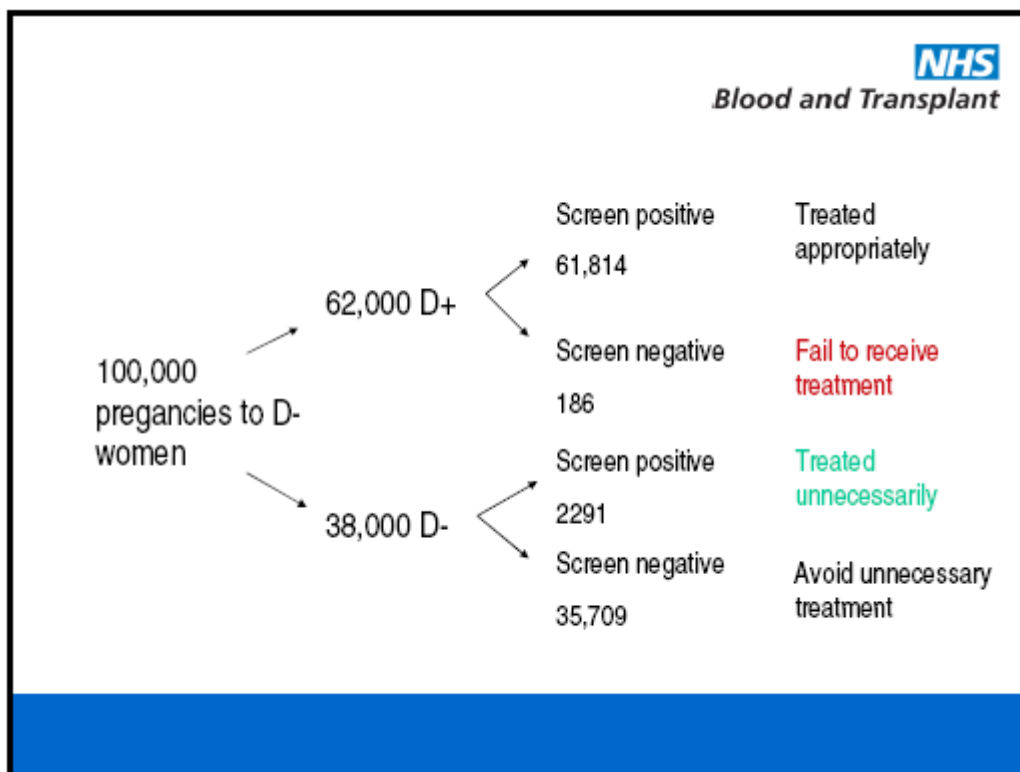 NHS
Blood and Transplant
Screen positive
61,814
Treated
appropriately
62,000 D+
Screen negative
186
Fail to receive
treatment
100,000
pregancies to D-
women
Screen positive
2291
Treated
unnecessarily
38,000 D-
Screen negative
35,709
Avoid unnecessary
treatment